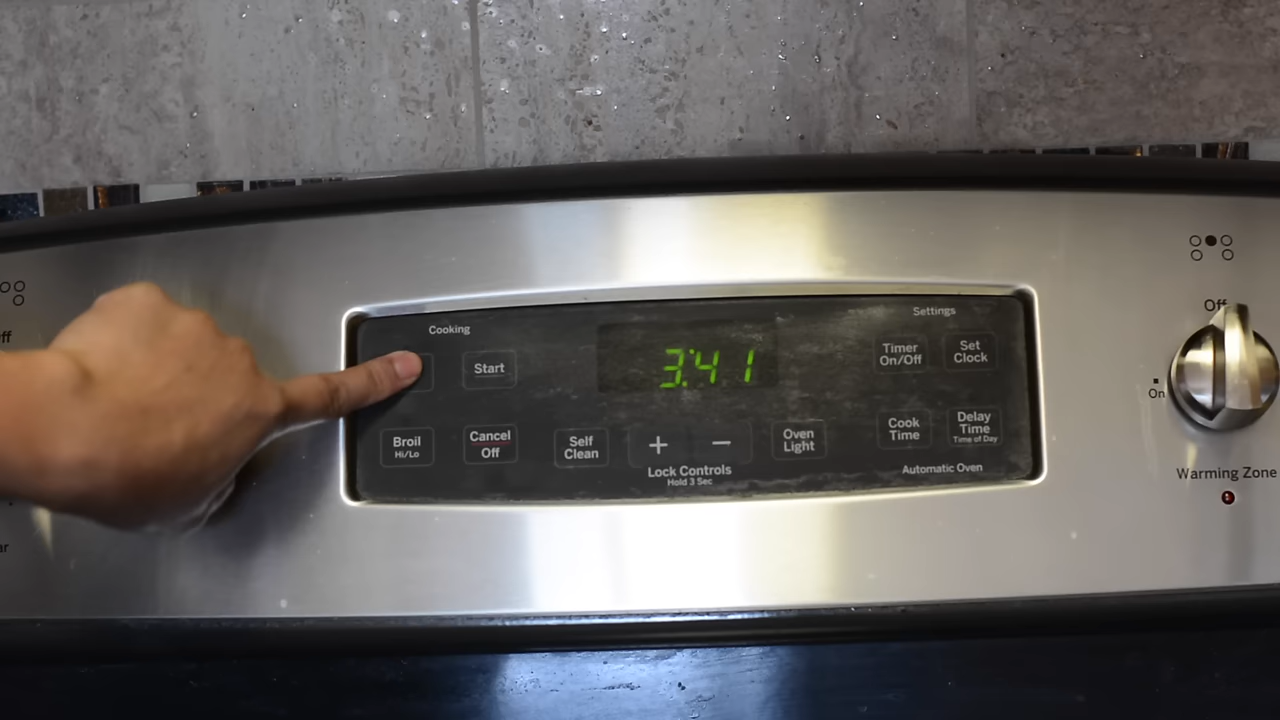 Cooking
Settings
Start
3:41
Timer
On/Off
Set
Clock
Off
On
Broil
Hi/Lo
Cancel
Off
Self
Clean
+
−
Lock Controls
Hold 3 Sec
Oven
Light
Cook
Time
Delay
Time
Time of Day
Automatic Oven
Warming Zone